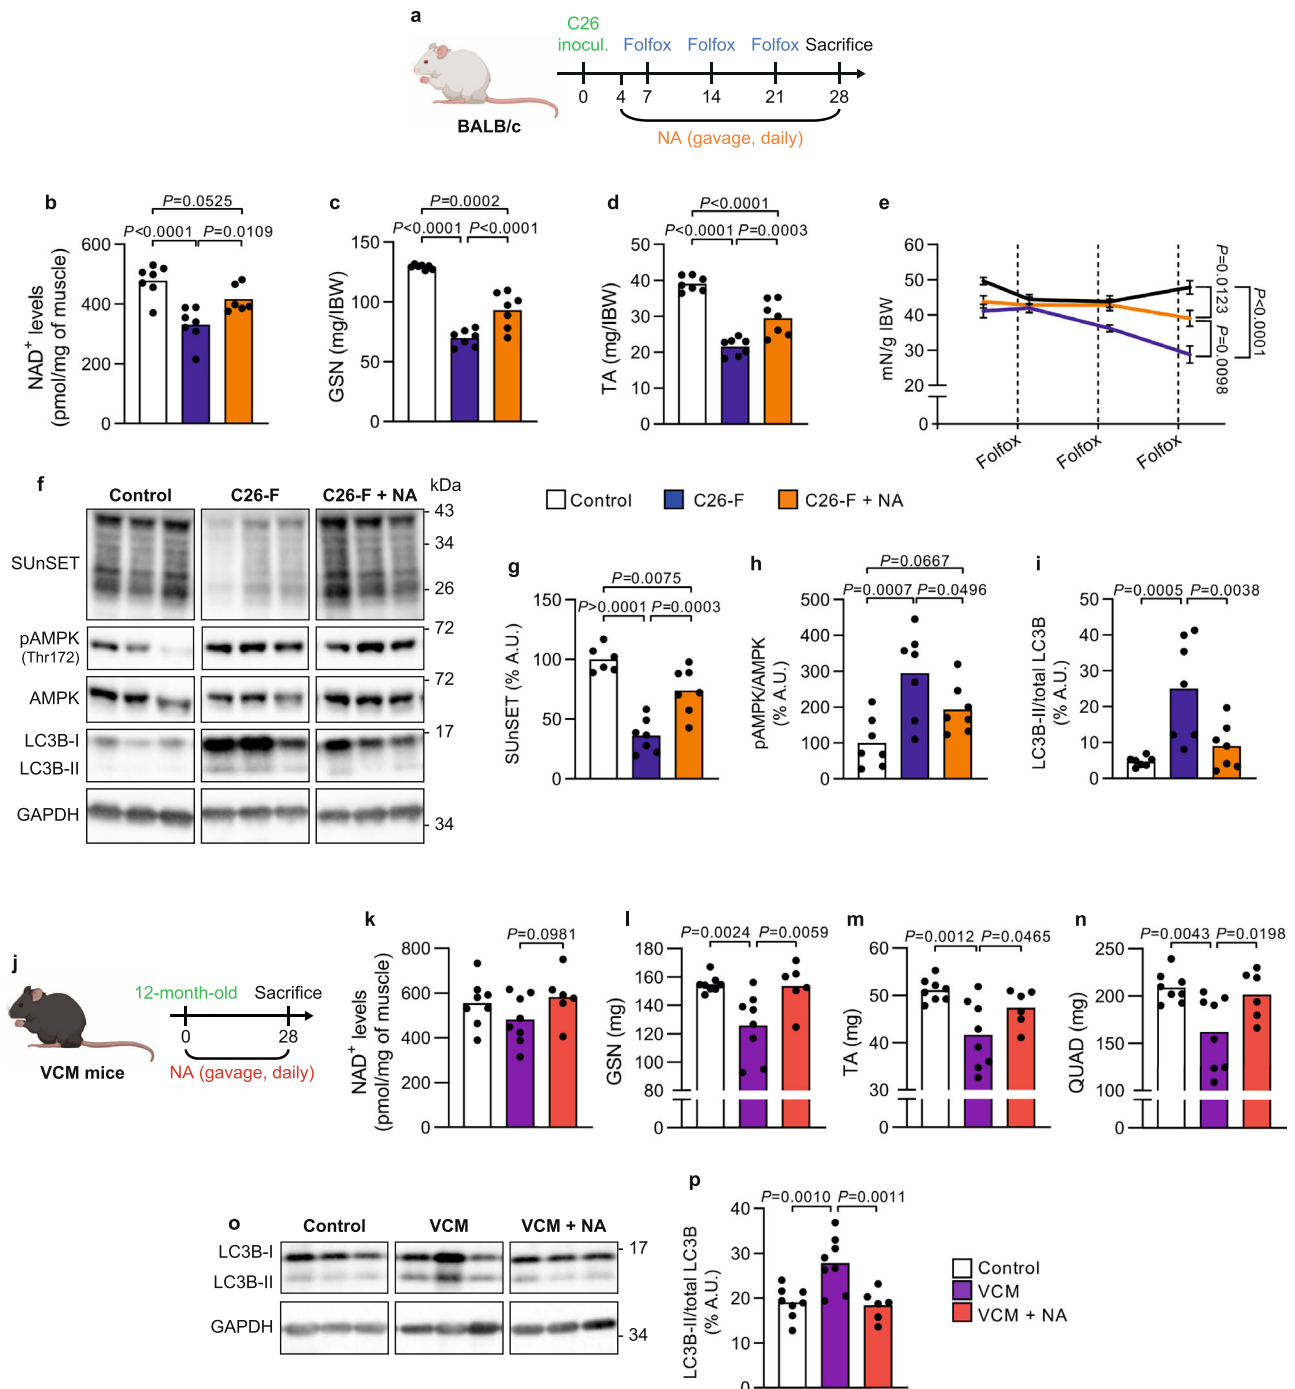 a
C26
inocul.
Folfox Folfox Folfox Sacrifice
0 4 7 14 21 28
BALB/c
NA (gavage, daily)
b
P=0.0525
P<0.0001 P=0.0109
NAD+ levels
(pmol/mg of muscle)
600
400
200
0
c
P=0.0002
P<0.0001 P<0.0001
GSN (mg/IBW)
150
100
50
0
d
P<0.0001
P<0.0001 P=0.0003
TA (mg/IBW)
50
40
30
20
10
0
e
mN/g IBW
60
50
40
30
20
0
Folfox Folfox Folfox
P=0.0123
P=0.0098
P<0.0001
f
Control C26-F C26-F + NA kDa
SUnSET
43
34
26
pAMPK
(Thr172)
72
AMPK
72
LC3B-I
17
LC3B-II
GAPDH
34
Control C26-F C26-F + NA
g
P=0.0075
P>0.0001 P=0.0003
SUnSET (% A.U.)
150
100
50
0
h
P=0.0667
P=0.0007 P=0.0496
pAMPK/AMPK
(% A.U.)
500
400
300
200
100
0
i
P=0.0005 P=0.0038
LC3B-II/total LC3B
(% A.U.)
50
40
30
20
10
0
j
12-month-old Sacrifice
0 28
VCM mice
NA (gavage, daily)
k
P=0.0981
NAD+ levels
(pmol/mg of muscle)
800
600
400
200
0
l
P=0.0024 P=0.0059
GSN (mg)
180
160
140
120
100
80
0
m
P=0.0012 P=0.0465
TA (mg)
60
50
40
30
0
n
P=0.0043 P=0.0198
QUAD (mg)
250
200
150
100
0
o
Control VCM VCM + NA
LC3B-I
17
LC3B-II
GAPDH
34
p
P=0.0010 P=0.0011
LC3B-II/total LC3B
(% A.U.)
40
30
20
10
0
Control
VCM
VCM + NA